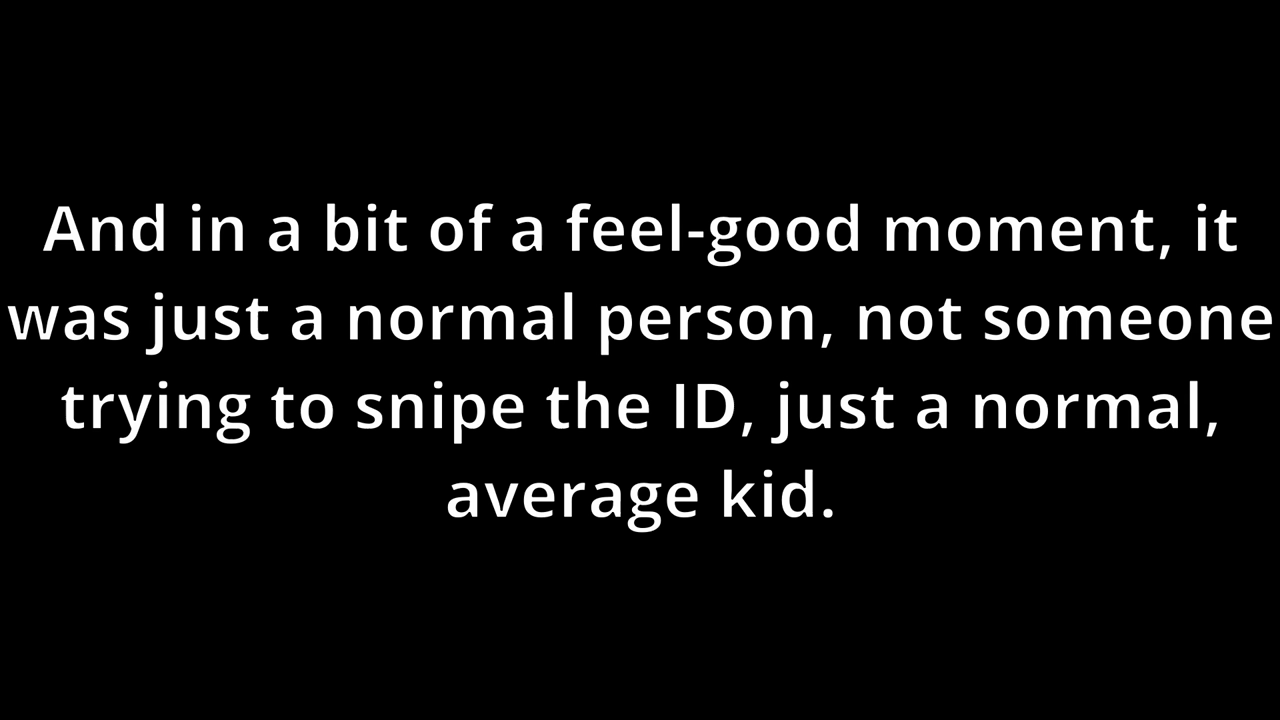 And in a bit of a feel-good moment, it
was just a normal person, not someone
trying to snipe the ID, just a normal,
average kid.